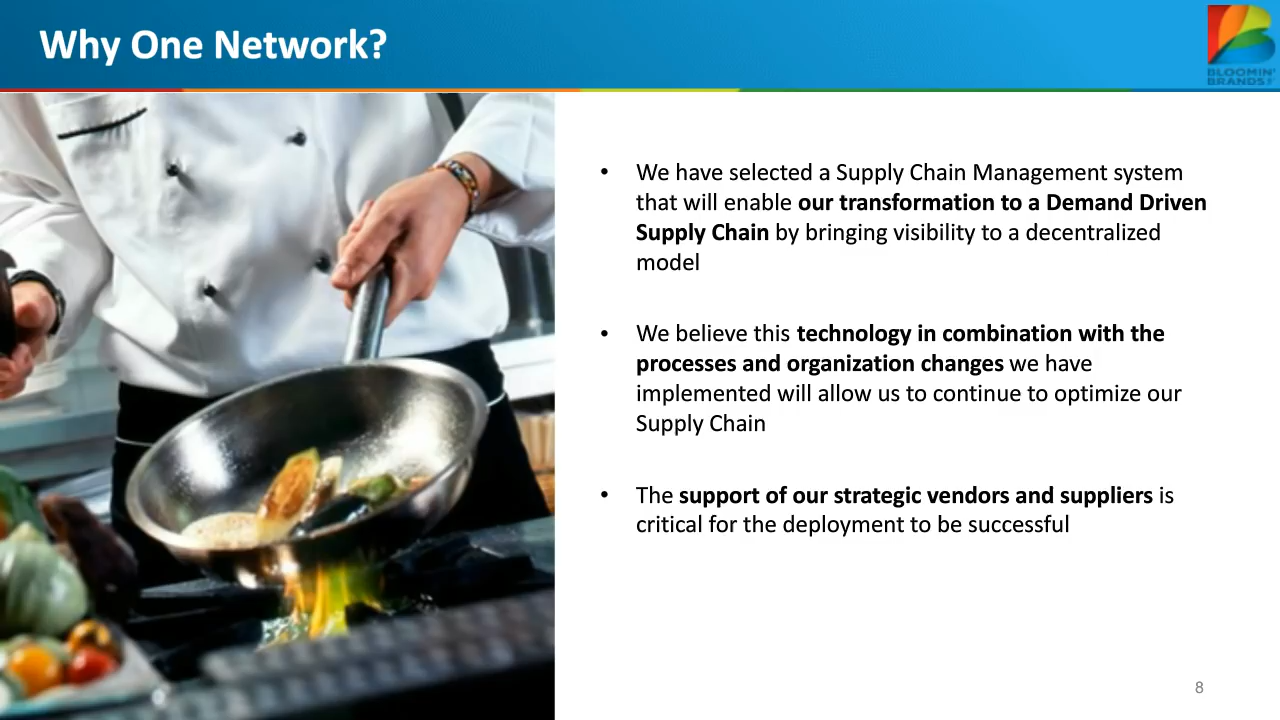 Why One Network?
BLOOMIN'
BRANDS
• We have selected a Supply Chain Management system
that will enable our transformation to a Demand Driven
Supply Chain by bringing visibility to a decentralized
model
• We believe this technology in combination with the
processes and organization changes we have
implemented will allow us to continue to optimize our
Supply Chain
• The support of our strategic vendors and suppliers is
critical for the deployment to be successful
8